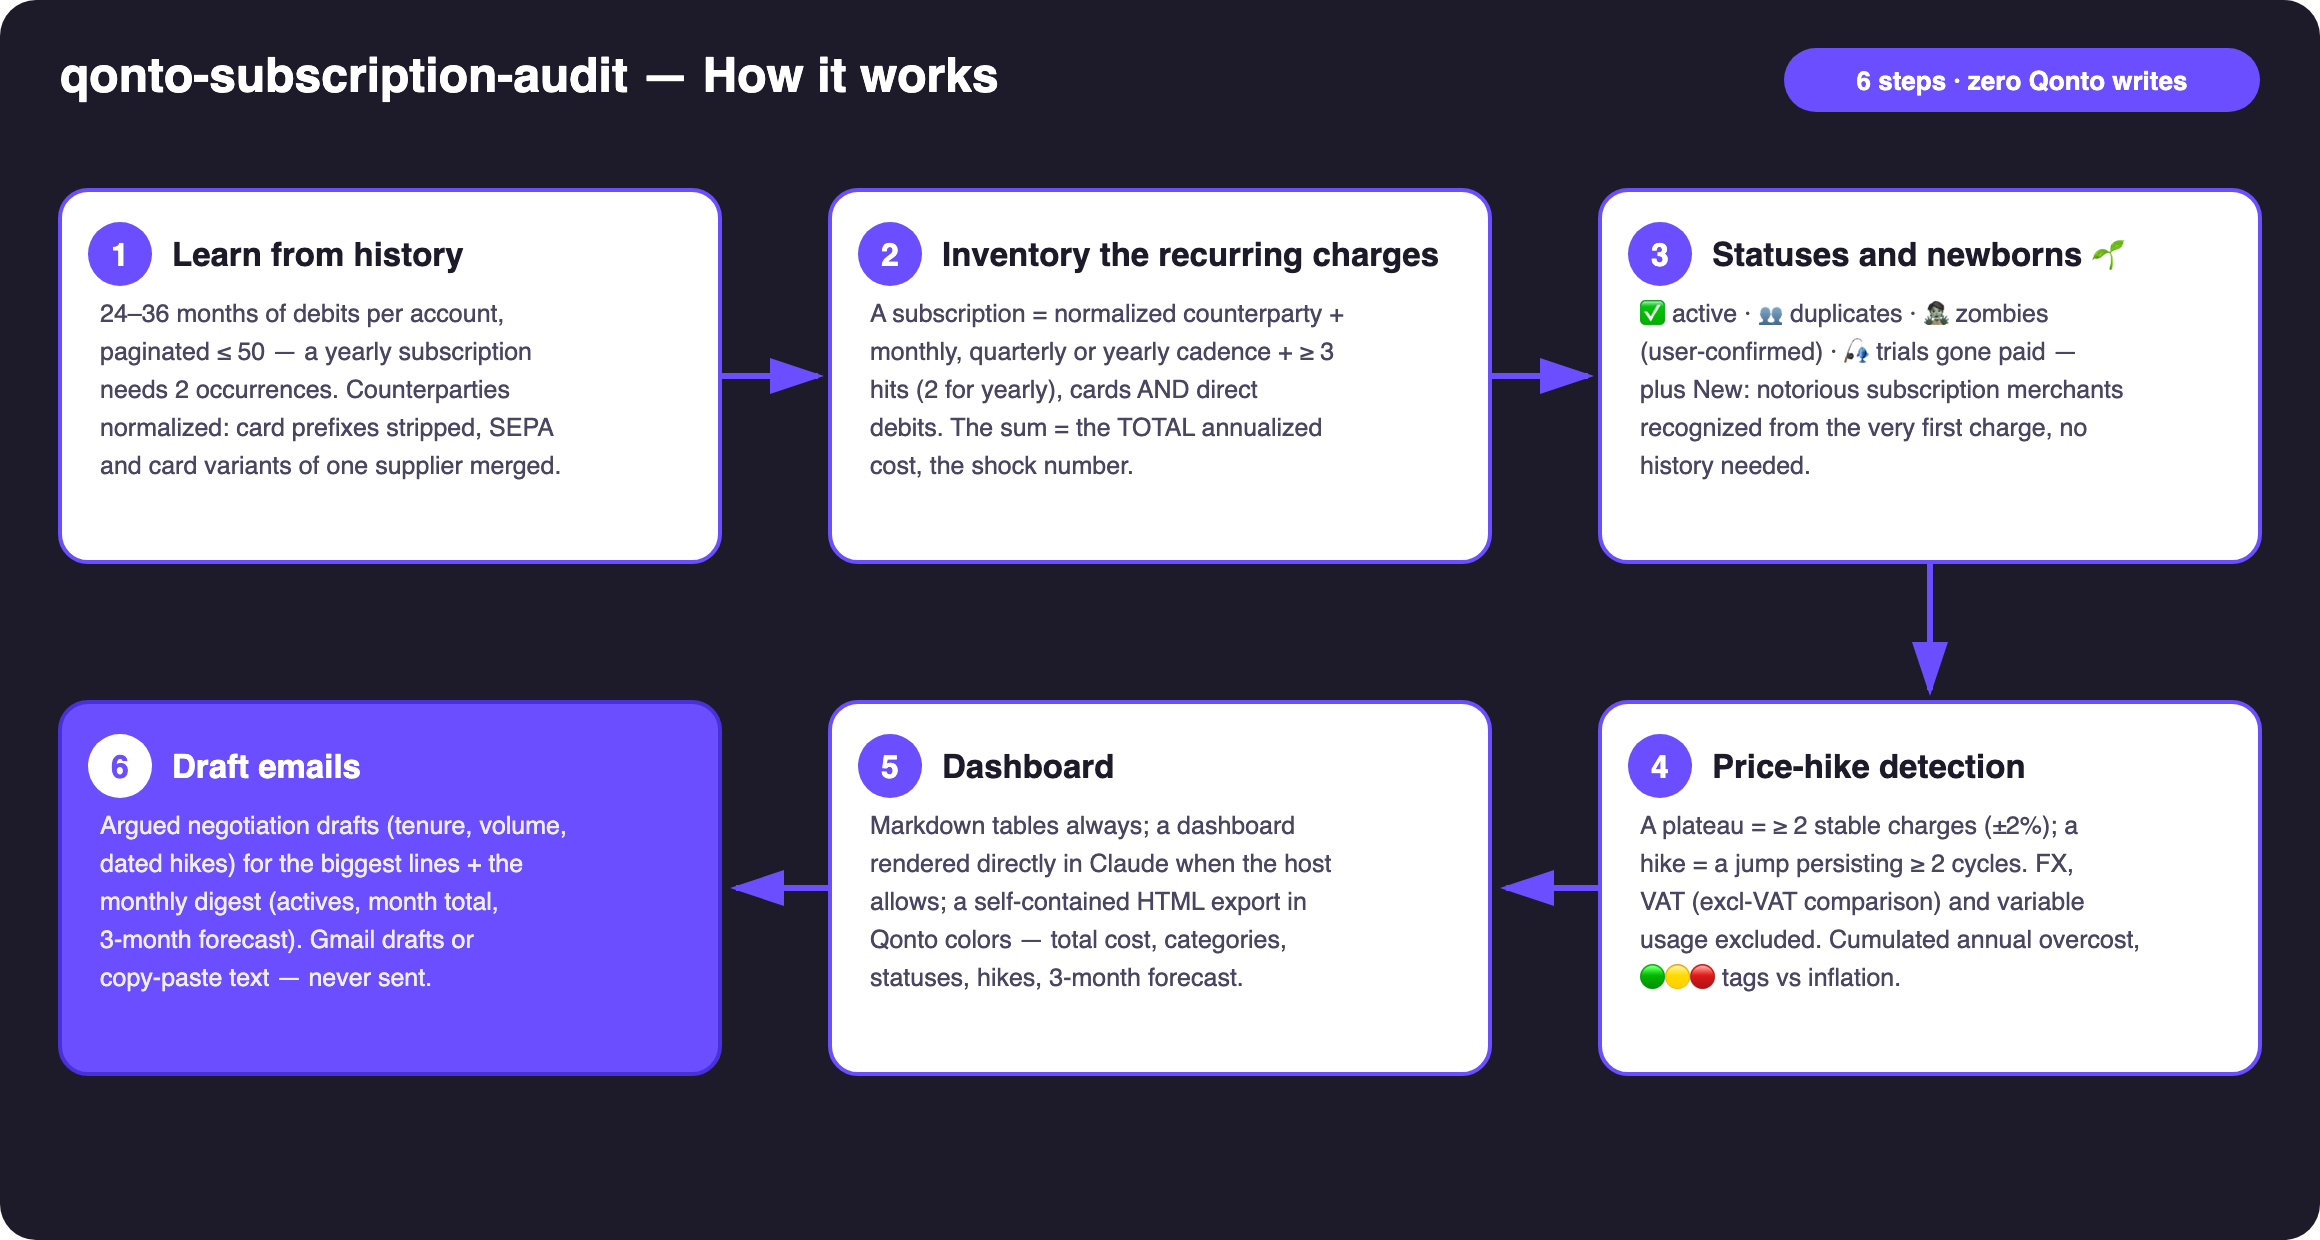 qonto-subscription-audit — How it works
6 steps · zero Qonto writes
1 Learn from history
24–36 months of debits per account,
paginated ≤ 50 — a yearly subscription
needs 2 occurrences. Counterparties
normalized: card prefixes stripped, SEPA
and card variants of one supplier merged.
2 Inventory the recurring charges
A subscription = normalized counterparty +
monthly, quarterly or yearly cadence + ≥ 3
hits (2 for yearly), cards AND direct
debits. The sum = the TOTAL annualized
cost, the shock number.
3 Statuses and newborns 🌱
✅ active · 👥 duplicates · 🧟 zombies
(user-confirmed) · 🎣 trials gone paid —
plus New: notorious subscription merchants
recognized from the very first charge, no
history needed.
4 Price-hike detection
A plateau = ≥ 2 stable charges (±2%); a
hike = a jump persisting ≥ 2 cycles. FX,
VAT (excl-VAT comparison) and variable
usage excluded. Cumulated annual overcost,
🟢🟡🔴 tags vs inflation.
5 Dashboard
Markdown tables always; a dashboard
rendered directly in Claude when the host
allows; a self-contained HTML export in
Qonto colors — total cost, categories,
statuses, hikes, 3-month forecast.
6 Draft emails
Argued negotiation drafts (tenure, volume,
dated hikes) for the biggest lines + the
monthly digest (actives, month total,
3-month forecast). Gmail drafts or
copy-paste text — never sent.